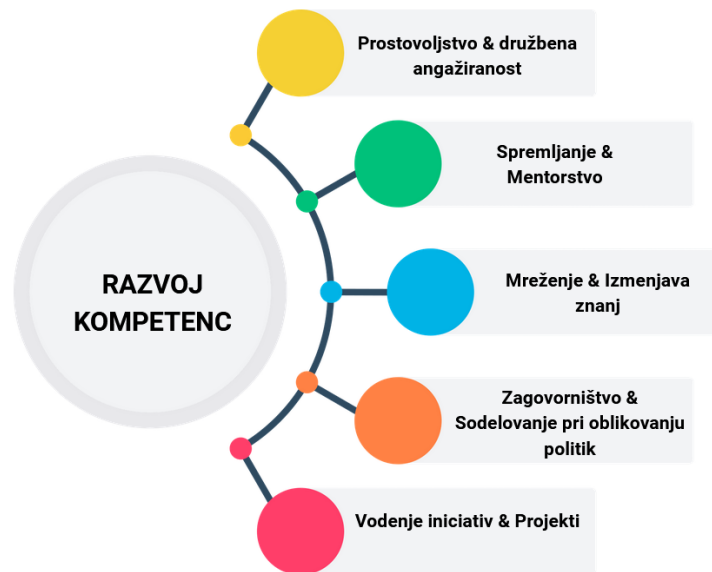 Prostovoljstvo & družbena
angažiranost
Spremljanje &
Mentorstvo
RAZVOJ
KOMPETENC
Mreženje & Izmenjava
znanj
Zagovorništvo &
Sodelovanje pri oblikovanju
politik
Vodenje iniciativ & Projekti